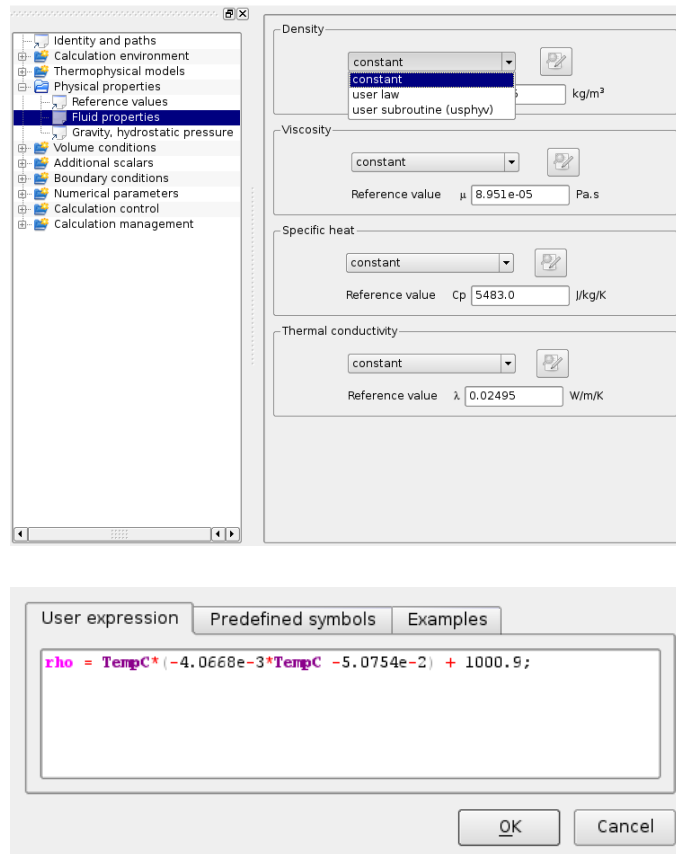 Identity and paths
Calculation environment
Thermophysical models
Physical properties
Reference values
Fluid properties
Gravity, hydrostatic pressure
Volume conditions
Additional scalars
Boundary conditions
Numerical parameters
Calculation control
Calculation management
Density
constant
constant
user law
user subroutine (usphyv)
kg/m³
Viscosity
constant
Reference value μ 8.951e-05 Pa.s
Specific heat
constant
Reference value Cp 5483.0 J/kg/K
Thermal conductivity
constant
Reference value λ 0.02495 W/m/K
User expression Predefined symbols Examples
rho = TempC*(-4.0668e-3*TempC -5.0754e-2) + 1000.9;
OK Cancel